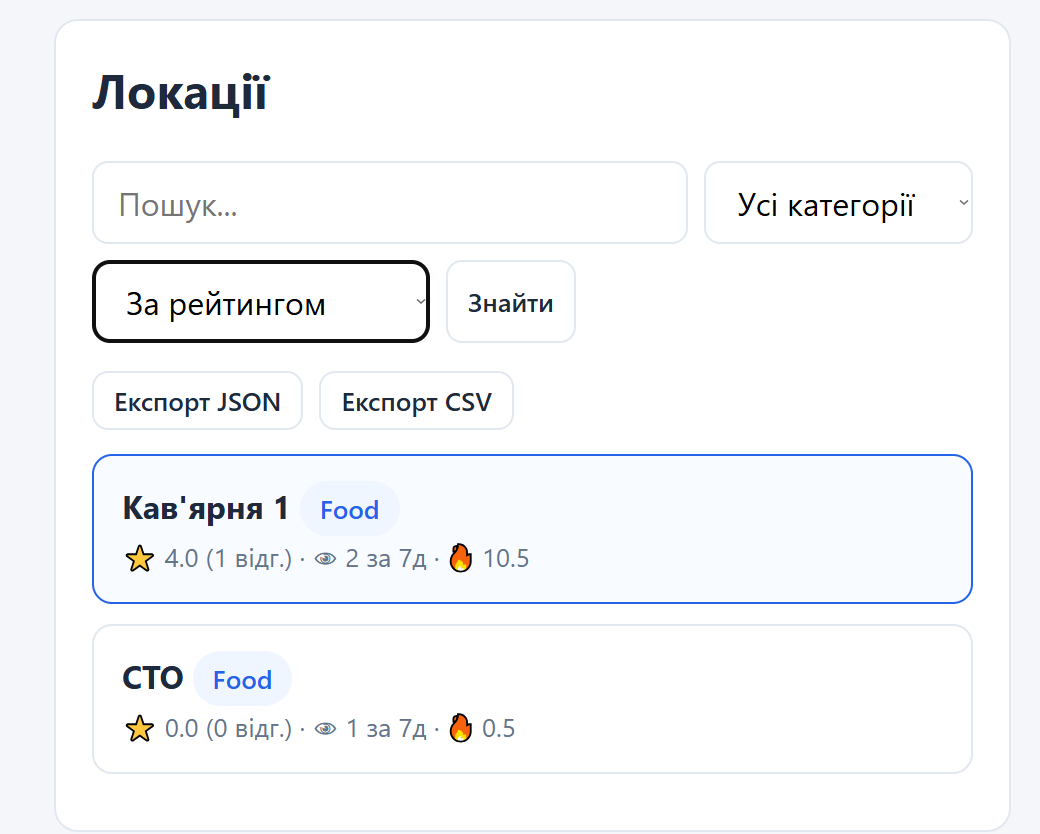 Локації
Пошук... Усі категорії
За рейтингом Знайти
Експорт JSON Експорт CSV
Кав'ярня 1 Food
⭐ 4.0 (1 відг.) · 👁 2 за 7д · 🔥 10.5
СТО Food
⭐ 0.0 (0 відг.) · 👁 1 за 7д · 🔥 0.5